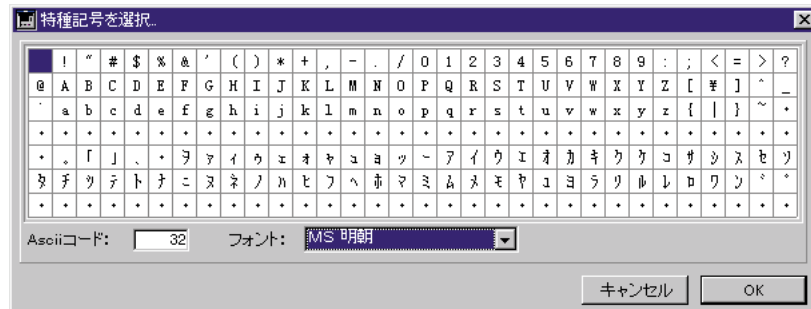 特種記号を選択...
! " # $ % & ' ( ) * + , - . / 0 1 2 3 4 5 6 7 8 9 : ; < = > ?
@ A B C D E F G H I J K L M N O P Q R S T U V W X Y Z [ ¥ ] ^ _
` a b c d e f g h i j k l m n o p q r s t u v w x y z { | } ~ ・
・ ・ ・ ・ ・ ・ ・ ・ ・ ・ ・ ・ ・ ・ ・ ・ ・ ・ ・ ・ ・ ・ ・ ・ ・ ・ ・ ・ ・ ・ ・ ・
・ 。 「 」 、 ・ ヲ ァ ィ ゥ ェ ォ ャ ュ ョ ッ ー ア イ ウ エ オ カ キ ク ケ コ サ シ ス セ ソ
タ チ ツ テ ト ナ ニ ヌ ネ ノ ハ ヒ フ ヘ ホ マ ミ ム メ モ ヤ ユ ヨ ラ リ ル レ ロ ワ ン ゙ ゚
・ ・ ・ ・ ・ ・ ・ ・ ・ ・ ・ ・ ・ ・ ・ ・ ・ ・ ・ ・ ・ ・ ・ ・ ・ ・ ・ ・ ・ ・ ・ ・
Asciiコード: 32 フォント: MS 明朝
キャンセル OK